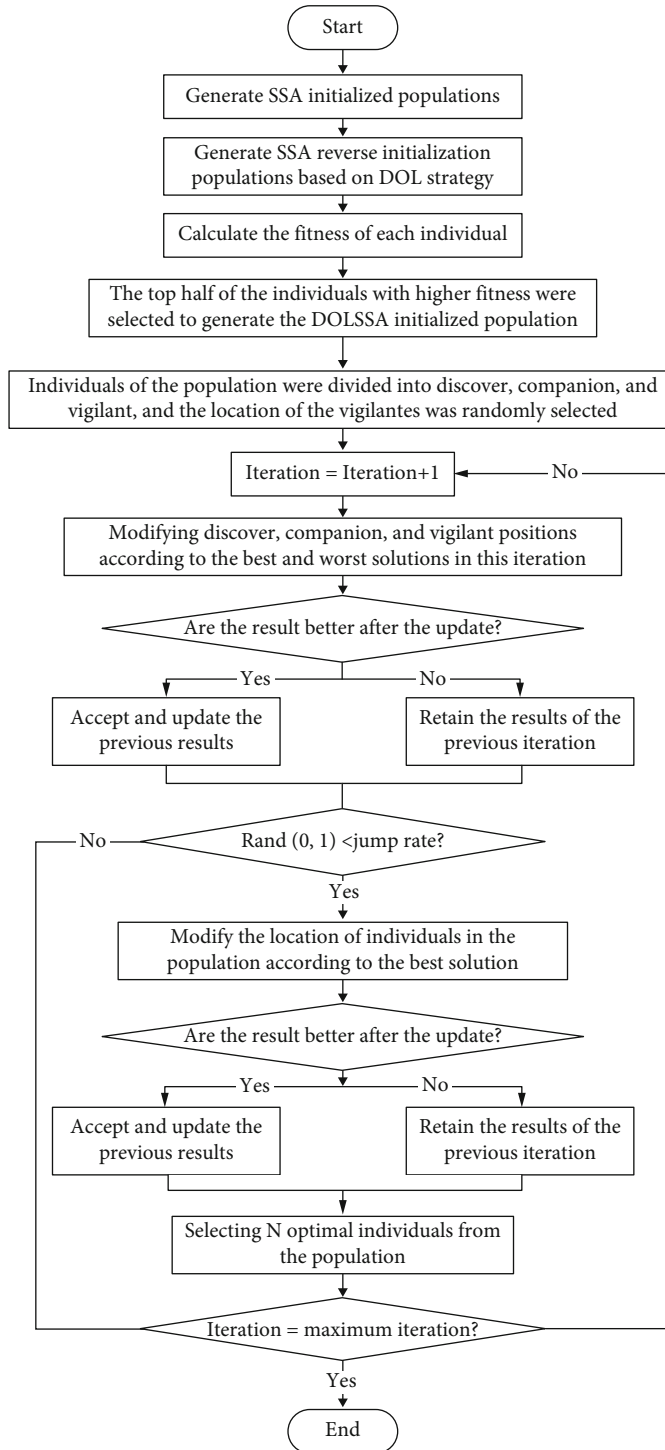 Start
Generate SSA initialized populations
Generate SSA reverse initialization
populations based on DOL strategy
Calculate the fitness of each individual
The top half of the individuals with higher fitness were
selected to generate the DOLSSA initialized population
Individuals of the population were divided into discover, companion, and
vigilant, and the location of the vigilantes was randomly selected
Iteration = Iteration+1
No
Modifying discover, companion, and vigilant positions
according to the best and worst solutions in this iteration
Are the result better after the update?
Yes
No
Accept and update the
previous results
Retain the results of the
previous iteration
No
Rand (0, 1) <jump rate?
Yes
Modify the location of individuals in the
population according to the best solution
Are the result better after the update?
Yes
No
Accept and update the
previous results
Retain the results of the
previous iteration
Selecting N optimal individuals from
the population
Iteration = maximum iteration?
Yes
End